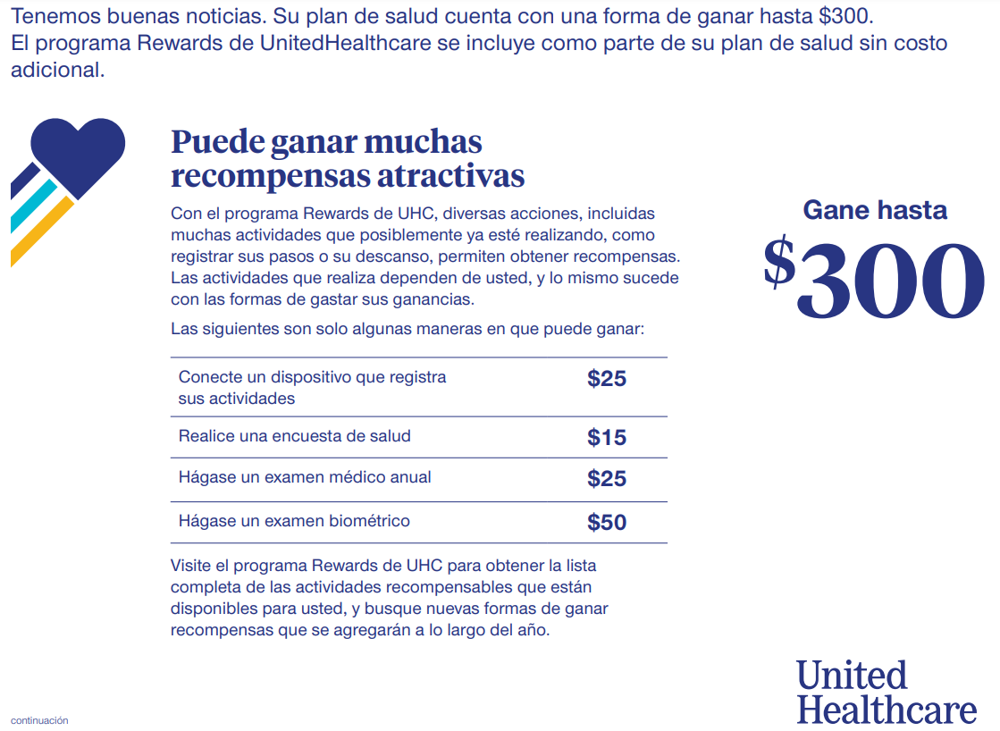 Tenemos buenas noticias. Su plan de salud cuenta con una forma de ganar hasta $300.
El programa Rewards de UnitedHealthcare se incluye como parte de su plan de salud sin costo
adicional.
Puede ganar muchas
recompensas atractivas
Con el programa Rewards de UHC, diversas acciones, incluidas
muchas actividades que posiblemente ya esté realizando, como
registrar sus pasos o su descanso, permiten obtener recompensas.
Las actividades que realiza dependen de usted, y lo mismo sucede
con las formas de gastar sus ganancias.
Las siguientes son solo algunas maneras en que puede ganar:
Gane hasta
$300
Conecte un dispositivo que registra
sus actividades
$25
Realice una encuesta de salud $15
Hágase un examen médico anual $25
Hágase un examen biométrico $50
Visite el programa Rewards de UHC para obtener la lista
completa de las actividades recompensables que están
disponibles para usted, y busque nuevas formas de ganar
recompensas que se agregarán a lo largo del año.
United
Healthcare
continuación